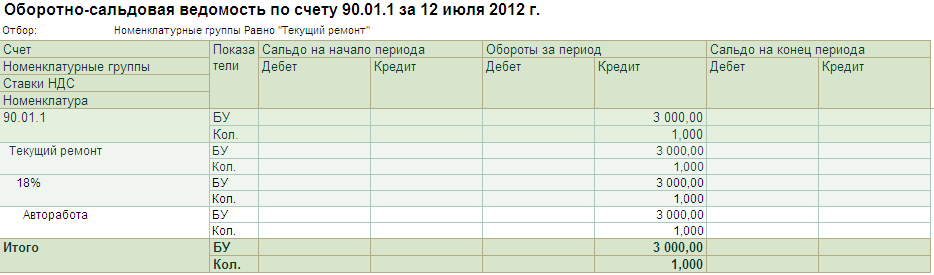 Оборотно-сальдовая ведомость по счету 90.01.1 за 12 июля 2012 г.
Отбор: Номенклатурные группы Равно "Текущий ремонт"
Счет Показатели Сальдо на начало периода Обороты за период Сальдо на конец периода
Номенклатурные группы Дебет Кредит Дебет Кредит Дебет Кредит
Ставки НДС
Номенклатура
90.01.1 БУ 3 000,00
Кол. 1,000
Текущий ремонт БУ 3 000,00
Кол. 1,000
18% БУ 3 000,00
Кол. 1,000
Авторабота БУ 3 000,00
Кол. 1,000
Итого БУ 3 000,00
Кол. 1,000